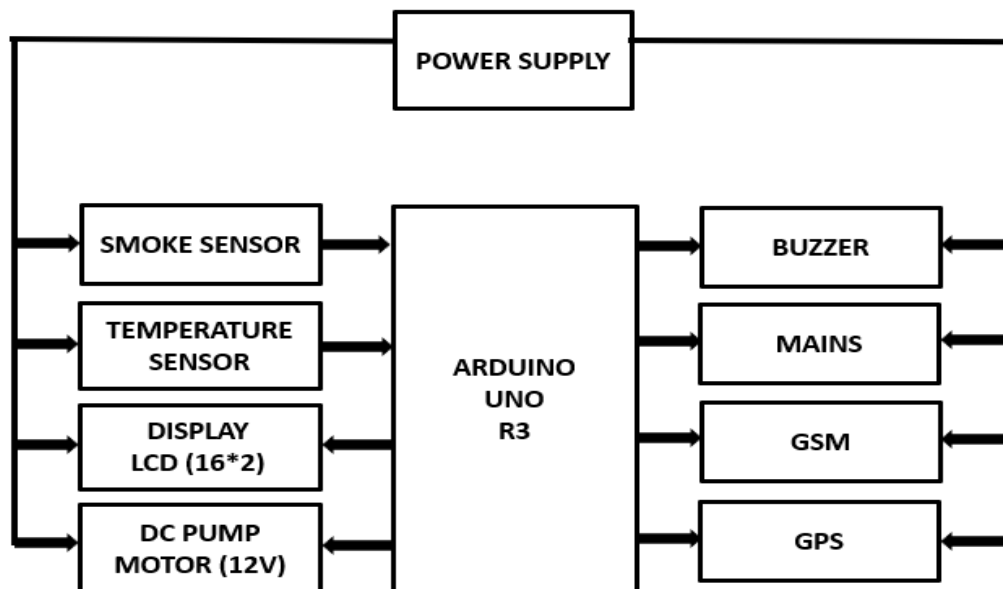 POWER SUPPLY
SMOKE SENSOR
TEMPERATURE
SENSOR
DISPLAY
LCD (16*2)
DC PUMP
MOTOR (12V)
ARDUINO
UNO
R3
BUZZER
MAINS
GSM
GPS